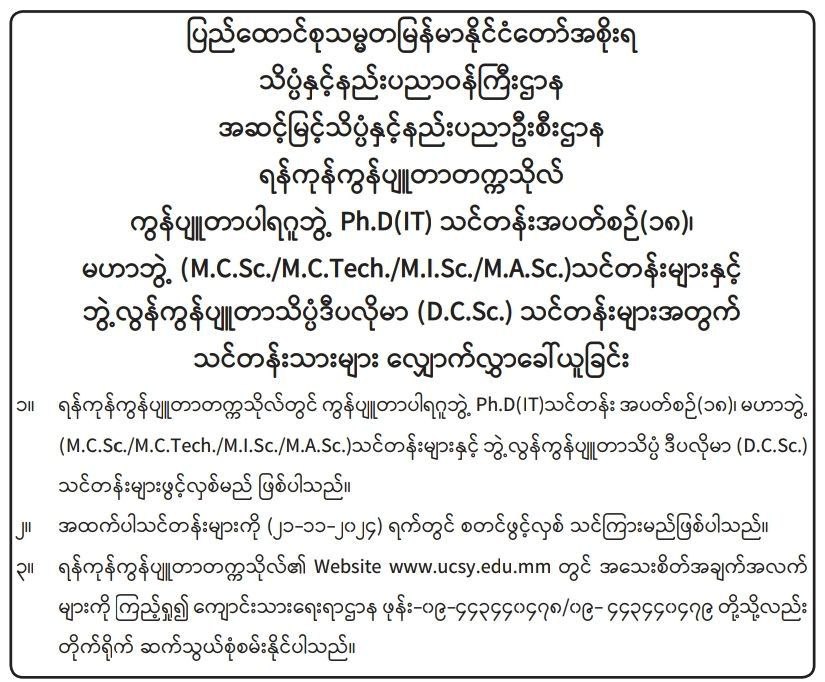 ပြည်ထောင်စုသမ္မတမြန်မာနိုင်ငံတော်အစိုးရ
သိပ္ပံနှင့်နည်းပညာဝန်ကြီးဌာန
အဆင့်မြင့်သိပ္ပံနှင့်နည်းပညာဦးစီးဌာန
ရန်ကုန်ကွန်ပျူတာတက္ကသိုလ်
ကွန်ပျူတာပါရဂူဘွဲ့ Ph.D(IT) သင်တန်းအပတ်စဉ်(၁၈)၊
မဟာဘွဲ့ (M.C.Sc./M.C.Tech./M.I.Sc./M.A.Sc.)သင်တန်းများနှင့်
ဘွဲ့လွန်ကွန်ပျူတာသိပ္ပံဒီပလိုမာ (D.C.Sc.) သင်တန်းများအတွက်
သင်တန်းသားများ လျှောက်လွှာခေါ်ယူခြင်း
၁။ ရန်ကုန်ကွန်ပျူတာတက္ကသိုလ်တွင် ကွန်ပျူတာပါရဂူဘွဲ့ Ph.D(IT)သင်တန်း အပတ်စဉ်(၁၈)၊ မဟာဘွဲ့
(M.C.Sc./M.C.Tech./M.I.Sc./M.A.Sc.)သင်တန်းများနှင့် ဘွဲ့လွန်ကွန်ပျူတာသိပ္ပံ ဒီပလိုမာ (D.C.Sc.)
သင်တန်းများဖွင့်လှစ်မည် ဖြစ်ပါသည်။
၂။ အထက်ပါသင်တန်းများကို (၂၁-၁၁-၂၀၂၄) ရက်တွင် စတင်ဖွင့်လှစ် သင်ကြားမည်ဖြစ်ပါသည်။
၃။ ရန်ကုန်ကွန်ပျူတာတက္ကသိုလ်၏ Website www.ucsy.edu.mm တွင် အသေးစိတ်အချက်အလက်
များကို ကြည့်ရှု၍ ကျောင်းသားရေးရာဌာန ဖုန်း-၀၉-၄၄၃၄၄၀၄၇၈/၀၉- ၄၄၃၄၄၀၄၇၉ တို့သို့လည်း
တိုက်ရိုက် ဆက်သွယ်စုံစမ်းနိုင်ပါသည်။